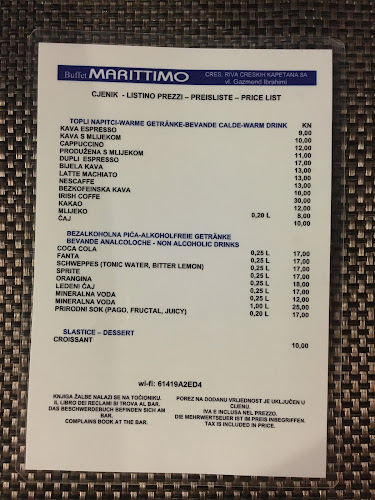 Buffet MARITTIMO
CRES, RIVA CRESKIH KAPETANA 8A
vl. Gazmend Ibrahimi
CJENIK - LISTINO PREZZI – PREISLISTE – PRICE LIST
TOPLI NAPITCI-WARME GETRÄNKE-BEVANDE CALDE-WARM DRINK KN
KAVA ESPRESSO 9,00
KAVA S MLIJEKOM 10,00
CAPPUCCINO 12,00
PRODUŽENA S MLIJEKOM 11,00
DUPLI ESPRESSO 17,00
BIJELA KAVA 13,00
LATTE MACHIATO 13,00
NESCAFFE 13,00
BEZKOFEINSKA KAVA 10,00
IRISH COFFE 30,00
KAKAO 12,00
MLIJEKO 0,20 L 8,00
ČAJ 10,00
BEZALKOHOLNA PIĆA-ALKOHOLFREIE GETRÄNKE
BEVANDE ANALCOLOCHE - NON ALCOHOLIC DRINKS
COCA COLA 0,25 L 17,00
FANTA 0,25 L 17,00
SCHWEPPES (TONIC WATER, BITTER LEMON) 0,25 L 17,00
SPRITE 0,25 L 17,00
ORANGINA 0,25 L 18,00
LEDENI ČAJ 0,25 L 17,00
MINERALNA VODA 0,25 L 12,00
MINERALNA VODA 1,00 L 25,00
PRIRODNI SOK (PAGO, FRUCTAL, JUICY) 0,20 L 17,00
SLASTICE – DESSERT
CROISSANT 10,00
wi-fi: 61419A2ED4
KNJIGA ŽALBE NALAZI SE NA TOČIONIKU.
IL LIBRO DEI RECLAMI SI TROVA AL BAR.
DAS BESCHWERDEBUCH BEFINDEN SICH AM
BAR.
COMPLAINS BOOK AT THE BAR.
POREZ NA DODANU VRIJEDNOST JE UKLJUČEN U
CIJENU.
IVA E INCLUSA NEL PREZZO.
DIE MEHRWERTSEUER IST IM PREIS INBEGRIFFEN.
TAX IS INCLUDED IN PRICE.